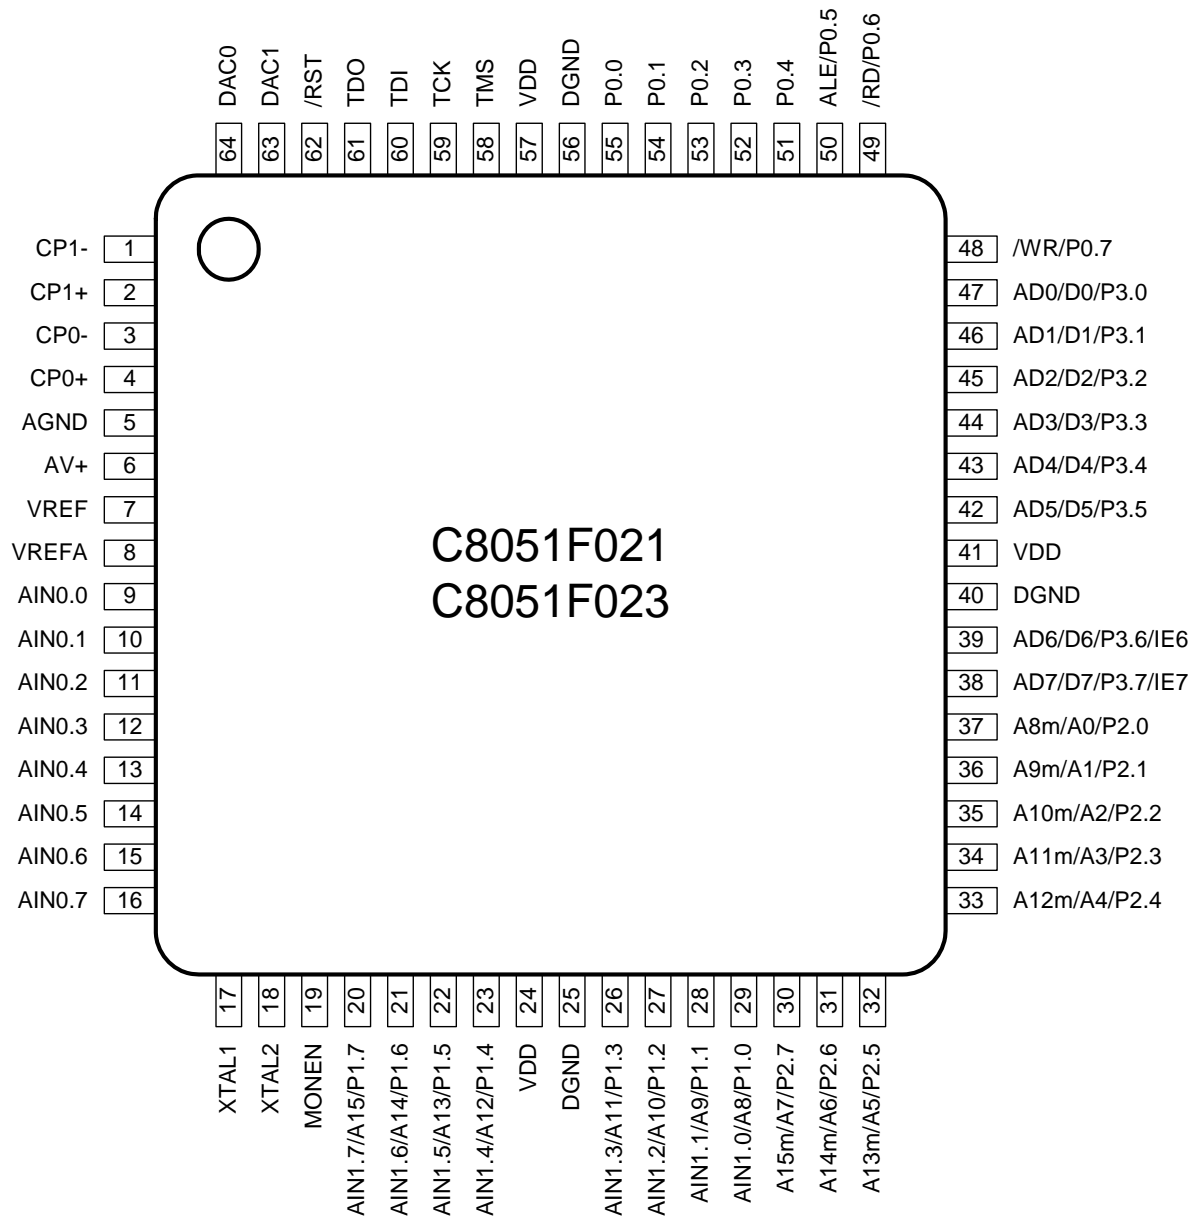 DAC0
DAC1
/RST
TDO
TDI
TCK
TMS
VDD
DGND
P0.0
P0.1
P0.2
P0.3
P0.4
ALE/P0.5
/RD/P0.6
64
63
62
61
60
59
58
57
56
55
54
53
52
51
50
49
CP1- 1
CP1+ 2
CP0- 3
CP0+ 4
AGND 5
AV+ 6
VREF 7
VREFA 8
AIN0.0 9
AIN0.1 10
AIN0.2 11
AIN0.3 12
AIN0.4 13
AIN0.5 14
AIN0.6 15
AIN0.7 16
C8051F021
C8051F023
48 /WR/P0.7
47 AD0/D0/P3.0
46 AD1/D1/P3.1
45 AD2/D2/P3.2
44 AD3/D3/P3.3
43 AD4/D4/P3.4
42 AD5/D5/P3.5
41 VDD
40 DGND
39 AD6/D6/P3.6/IE6
38 AD7/D7/P3.7/IE7
37 A8m/A0/P2.0
36 A9m/A1/P2.1
35 A10m/A2/P2.2
34 A11m/A3/P2.3
33 A12m/A4/P2.4
17
18
19
20
21
22
23
24
25
26
27
28
29
30
31
32
XTAL1
XTAL2
MONEN
AIN1.7/A15/P1.7
AIN1.6/A14/P1.6
AIN1.5/A13/P1.5
AIN1.4/A12/P1.4
VDD
DGND
AIN1.3/A11/P1.3
AIN1.2/A10/P1.2
AIN1.1/A9/P1.1
AIN1.0/A8/P1.0
A15m/A7/P2.7
A14m/A6/P2.6
A13m/A5/P2.5